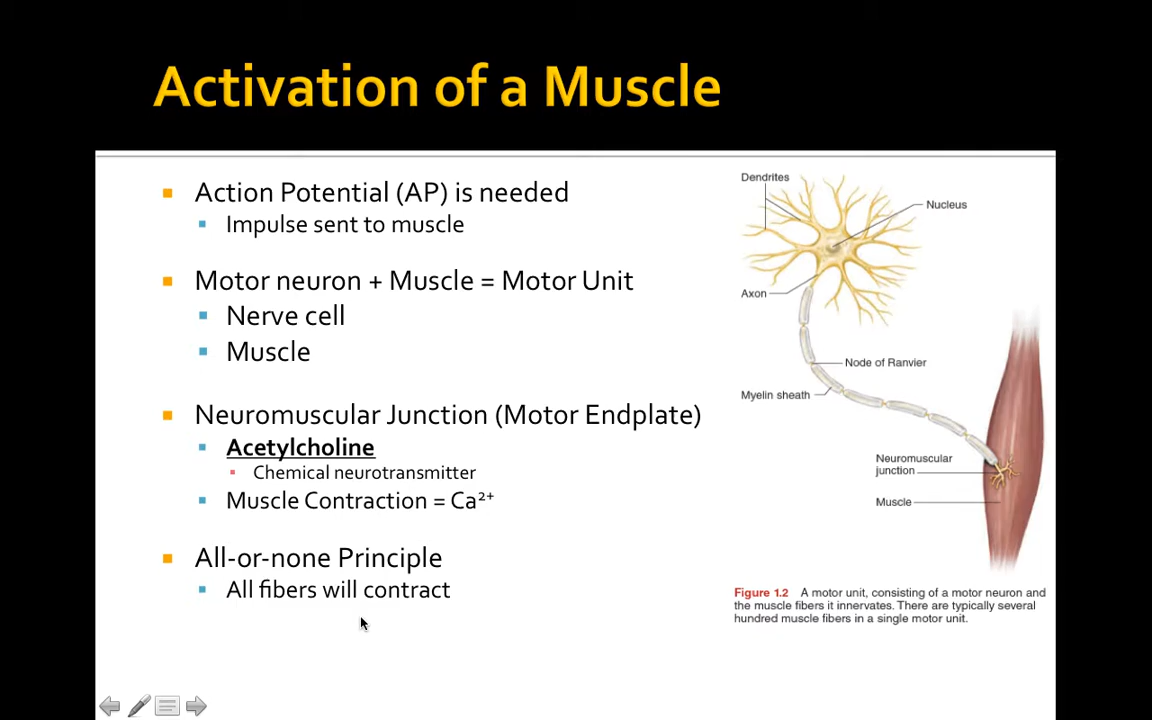 Activation of a Muscle
Action Potential (AP) is needed
Impulse sent to muscle
Motor neuron + Muscle = Motor Unit
Nerve cell
Muscle
Neuromuscular Junction (Motor Endplate)
Acetylcholine
Chemical neurotransmitter
Muscle Contraction = Ca²⁺
All-or-none Principle
All fibers will contract
Dendrites
Nucleus
Axon
Node of Ranvier
Myelin sheath
Neuromuscular
junction
Muscle
Figure 1.2 A motor unit, consisting of a motor neuron and
the muscle fibers it innervates. There are typically several
hundred muscle fibers in a single motor unit.